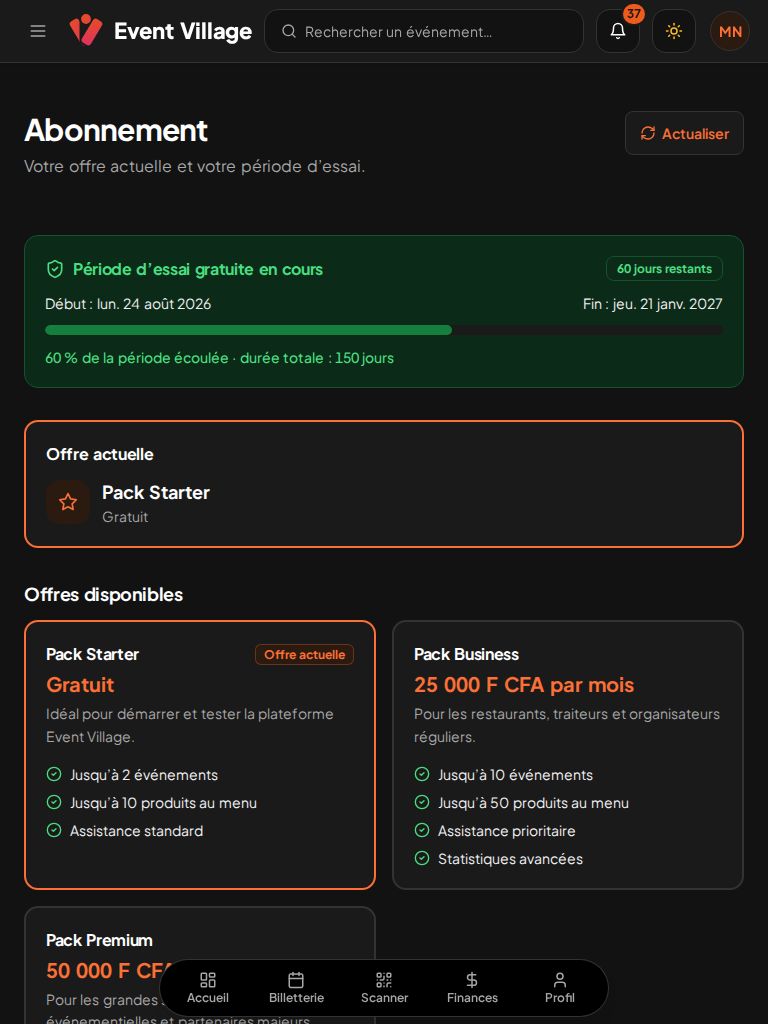 Event Village
Rechercher un événement...
37
MN
Abonnement
Actualiser
Votre offre actuelle et votre période d'essai.
Période d'essai gratuite en cours
60 jours restants
Début : lun. 24 août 2026
Fin : jeu. 21 janv. 2027
60 % de la période écoulée · durée totale : 150 jours
Offre actuelle
Pack Starter
Gratuit
Offres disponibles
Pack Starter
Offre actuelle
Gratuit
Idéal pour démarrer et tester la plateforme
Event Village.
Jusqu'à 2 événements
Jusqu'à 10 produits au menu
Assistance standard
Pack Business
25 000 F CFA par mois
Pour les restaurants, traiteurs et organisateurs
réguliers.
Jusqu'à 10 événements
Jusqu'à 50 produits au menu
Assistance prioritaire
Statistiques avancées
Pack Premium
50 000 F CFA
Pour les grandes
événementielles et partenaires majeurs
Accueil
Billetterie
Scanner
Finances
Profil